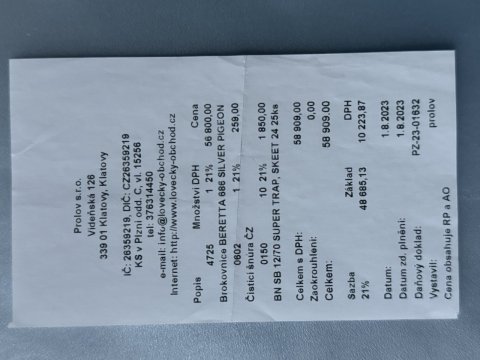 Prolov s.r.o.
Vídeňská 126
339 01 Klatovy, Klatovy
IČ: 26359219, DIČ: CZ26359219
KS v Plzni odd. C, vl. 15256
tel: 376314450
e-mail: info@lovecky-obchod.cz
Internet: http://www.lovecky-obchod.cz
Popis Množství DPH Cena
4725 1 21% 56 800,00
Brokovnice BERETTA 686 SILVER PIGEON
0602 1 21% 259,00
Čistící šňůra CZ
0150 10 21% 1 850,00
BN SB 12/70 SUPER TRAP, SKEET 24 25ks
Celkem s DPH: 58 909,00
Zaokrouhlení: 0,00
Celkem: 58 909,00
Sazba Základ DPH
21% 48 685,13 10 223,87
Datum: 1.8.2023
Datum zd. plnění: 1.8.2023
Daňový doklad: PZ-23-01632
Vystavil: prolov
Cena obsahuje RP a AO